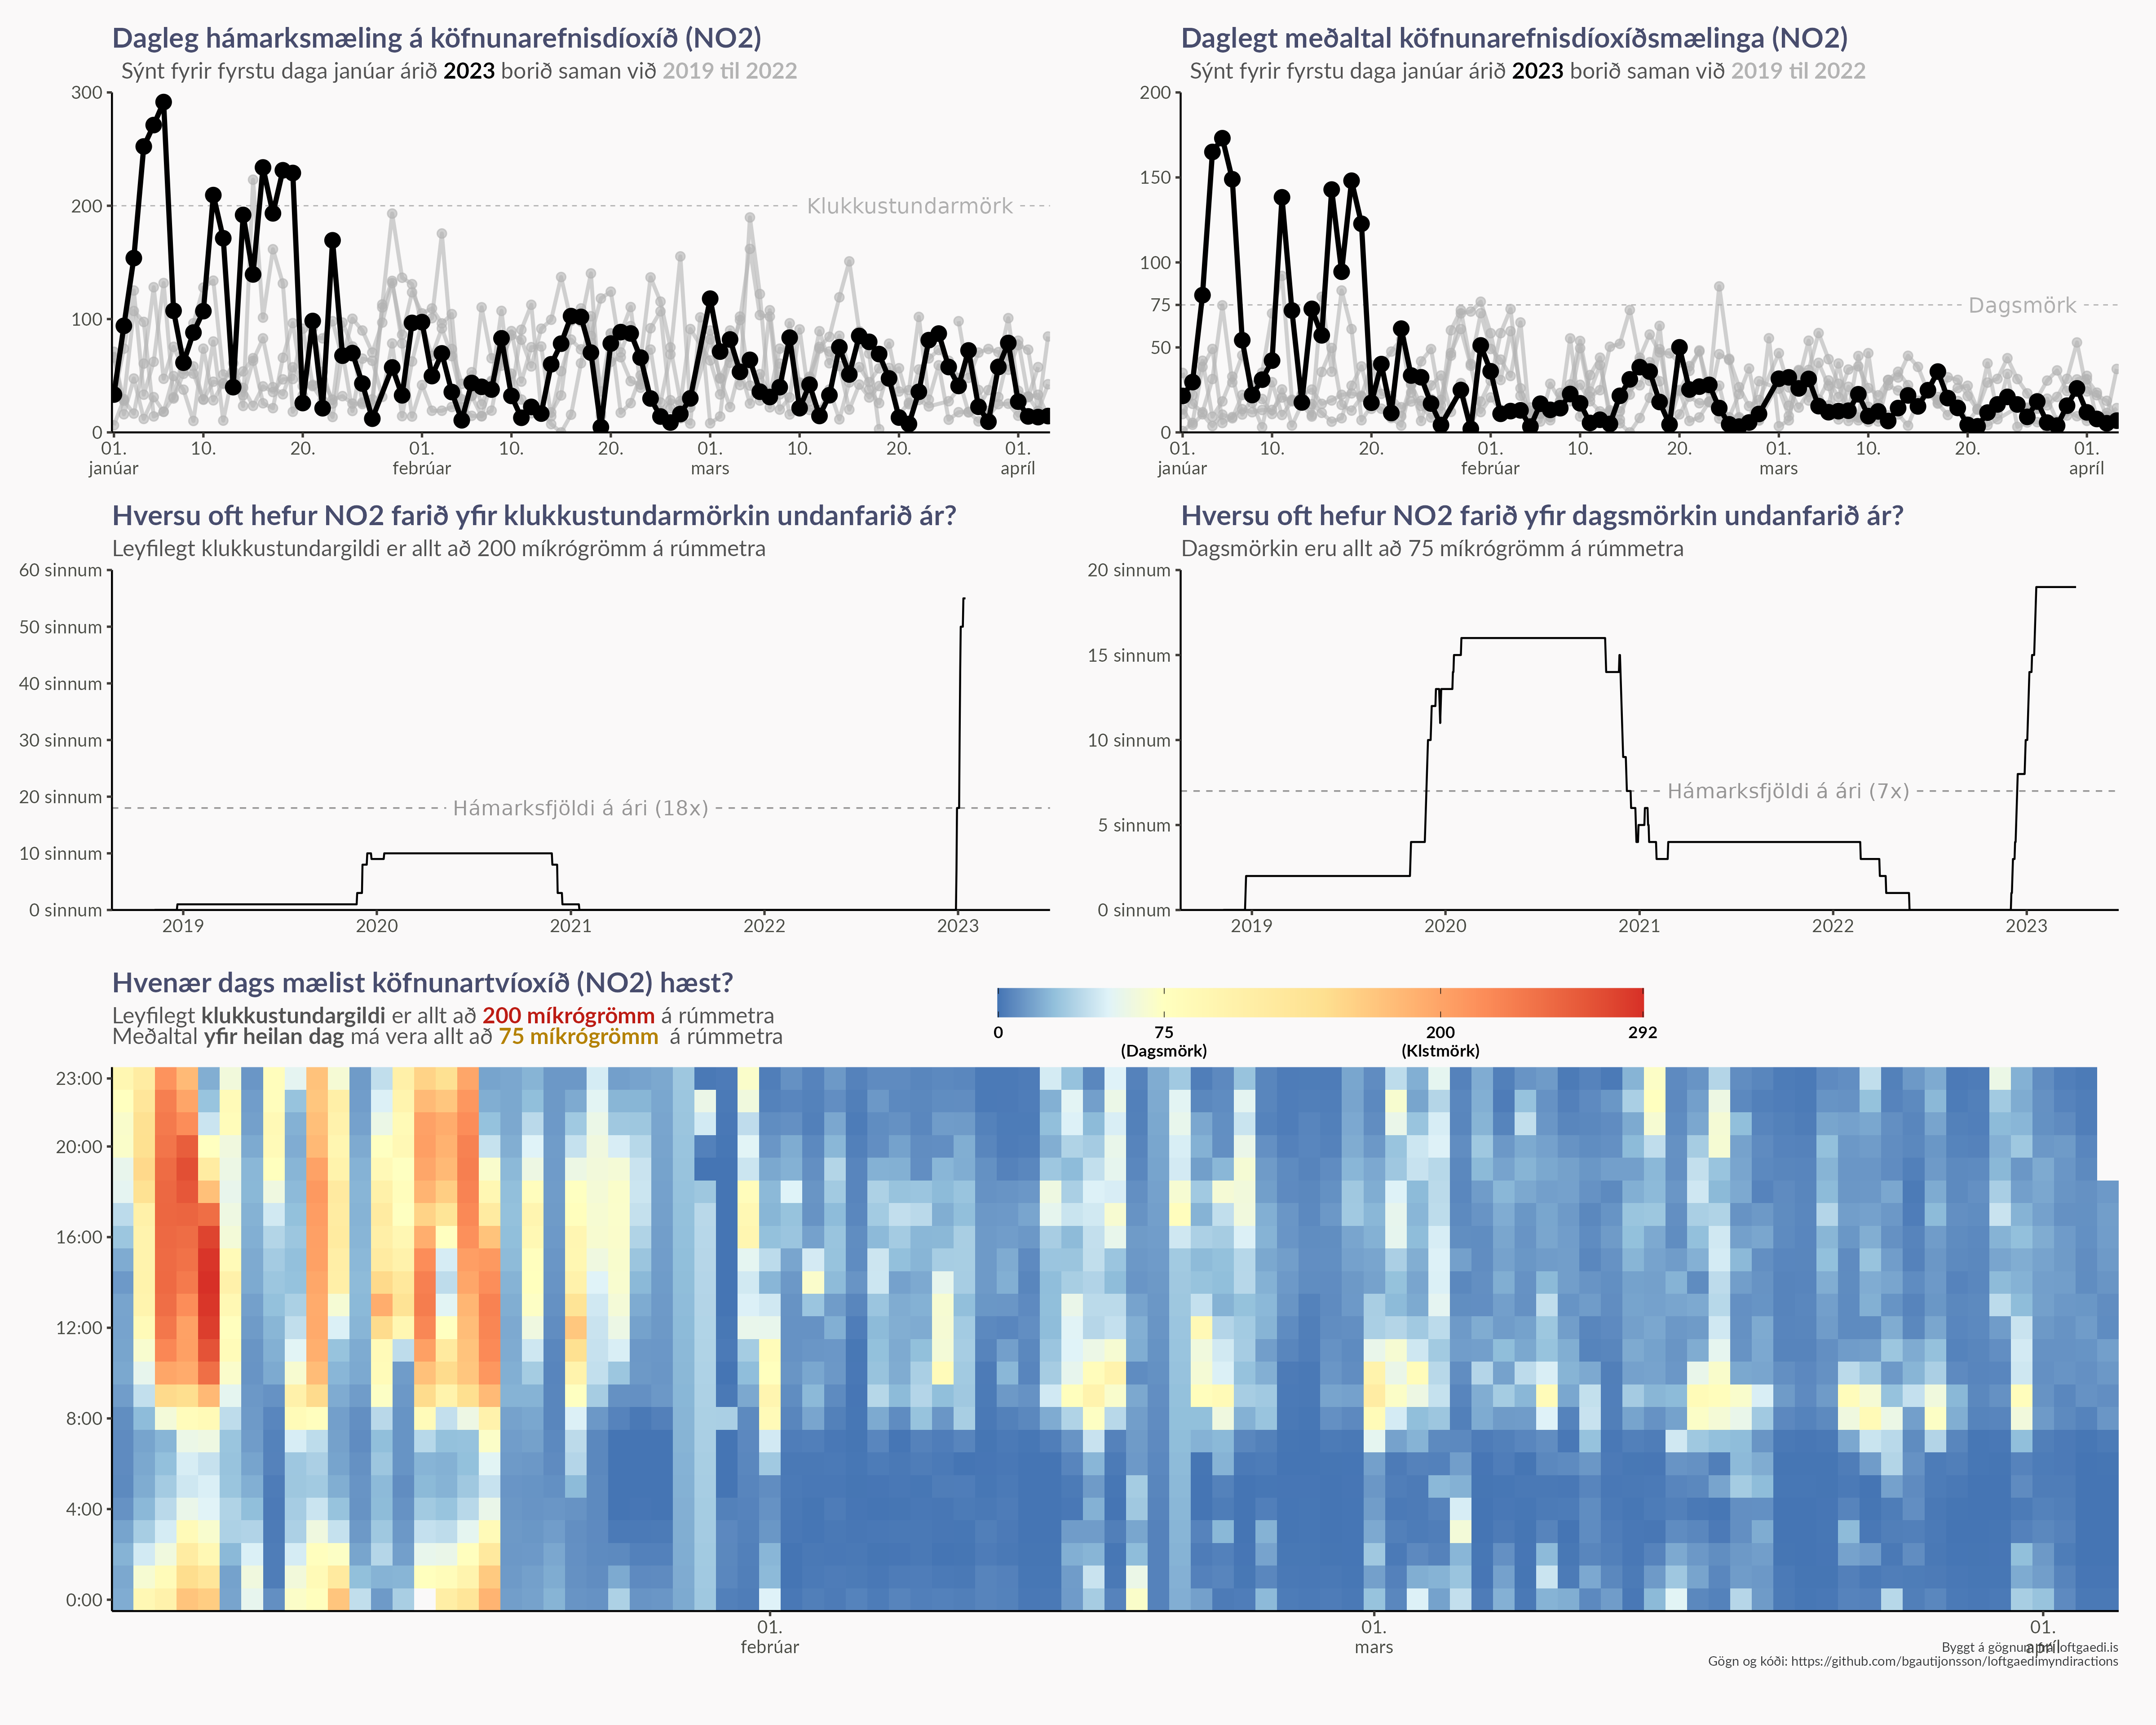 Dagleg hámarksmæling á köfnunarefnisdíoxíð (NO2)
Sýnt fyrir fyrstu daga janúar árið 2023 borið saman við 2019 til 2022
300
200
100
0
Klukkustundarmörk
01. 10. 20. 01. 10. 20. 01. 10. 20. 01.
janúar febrúar mars apríl
Daglegt meðaltal köfnunarefnisdíoxíðsmælinga (NO2)
Sýnt fyrir fyrstu daga janúar árið 2023 borið saman við 2019 til 2022
200
150
100
75
50
0
Dagsmörk
01. 10. 20. 01. 10. 20. 01. 10. 20. 01.
janúar febrúar mars apríl
Hversu oft hefur NO2 farið yfir klukkustundarmörkin undanfarið ár?
Leyfilegt klukkustundargildi er allt að 200 míkrógrömm á rúmmetra
60 sinnum
50 sinnum
40 sinnum
30 sinnum
20 sinnum
10 sinnum
0 sinnum
Hámarksfjöldi á ári (18x)
2019 2020 2021 2022 2023
Hversu oft hefur NO2 farið yfir dagsmörkin undanfarið ár?
Dagsmörkin eru allt að 75 míkrógrömm á rúmmetra
20 sinnum
15 sinnum
10 sinnum
5 sinnum
0 sinnum
Hámarksfjöldi á ári (7x)
2019 2020 2021 2022 2023
Hvenær dags mælist köfnunartvíoxíð (NO2) hæst?
Leyfilegt klukkustundargildi er allt að 200 míkrógrömm á rúmmetra
Meðaltal yfir heilan dag má vera allt að 75 míkrógrömm á rúmmetra
0 75 200 292
(Dagsmörk) (Klstmörk)
23:00
20:00
16:00
12:00
8:00
4:00
0:00
01. 01. 01.
febrúar mars apríl
Byggt á gögnum frá loftgaedi.is
Gögn og kóði: https://github.com/bgautijonsson/loftgaedimyndiractions